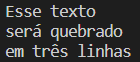 Esse texto
será quebrado
em três linhas